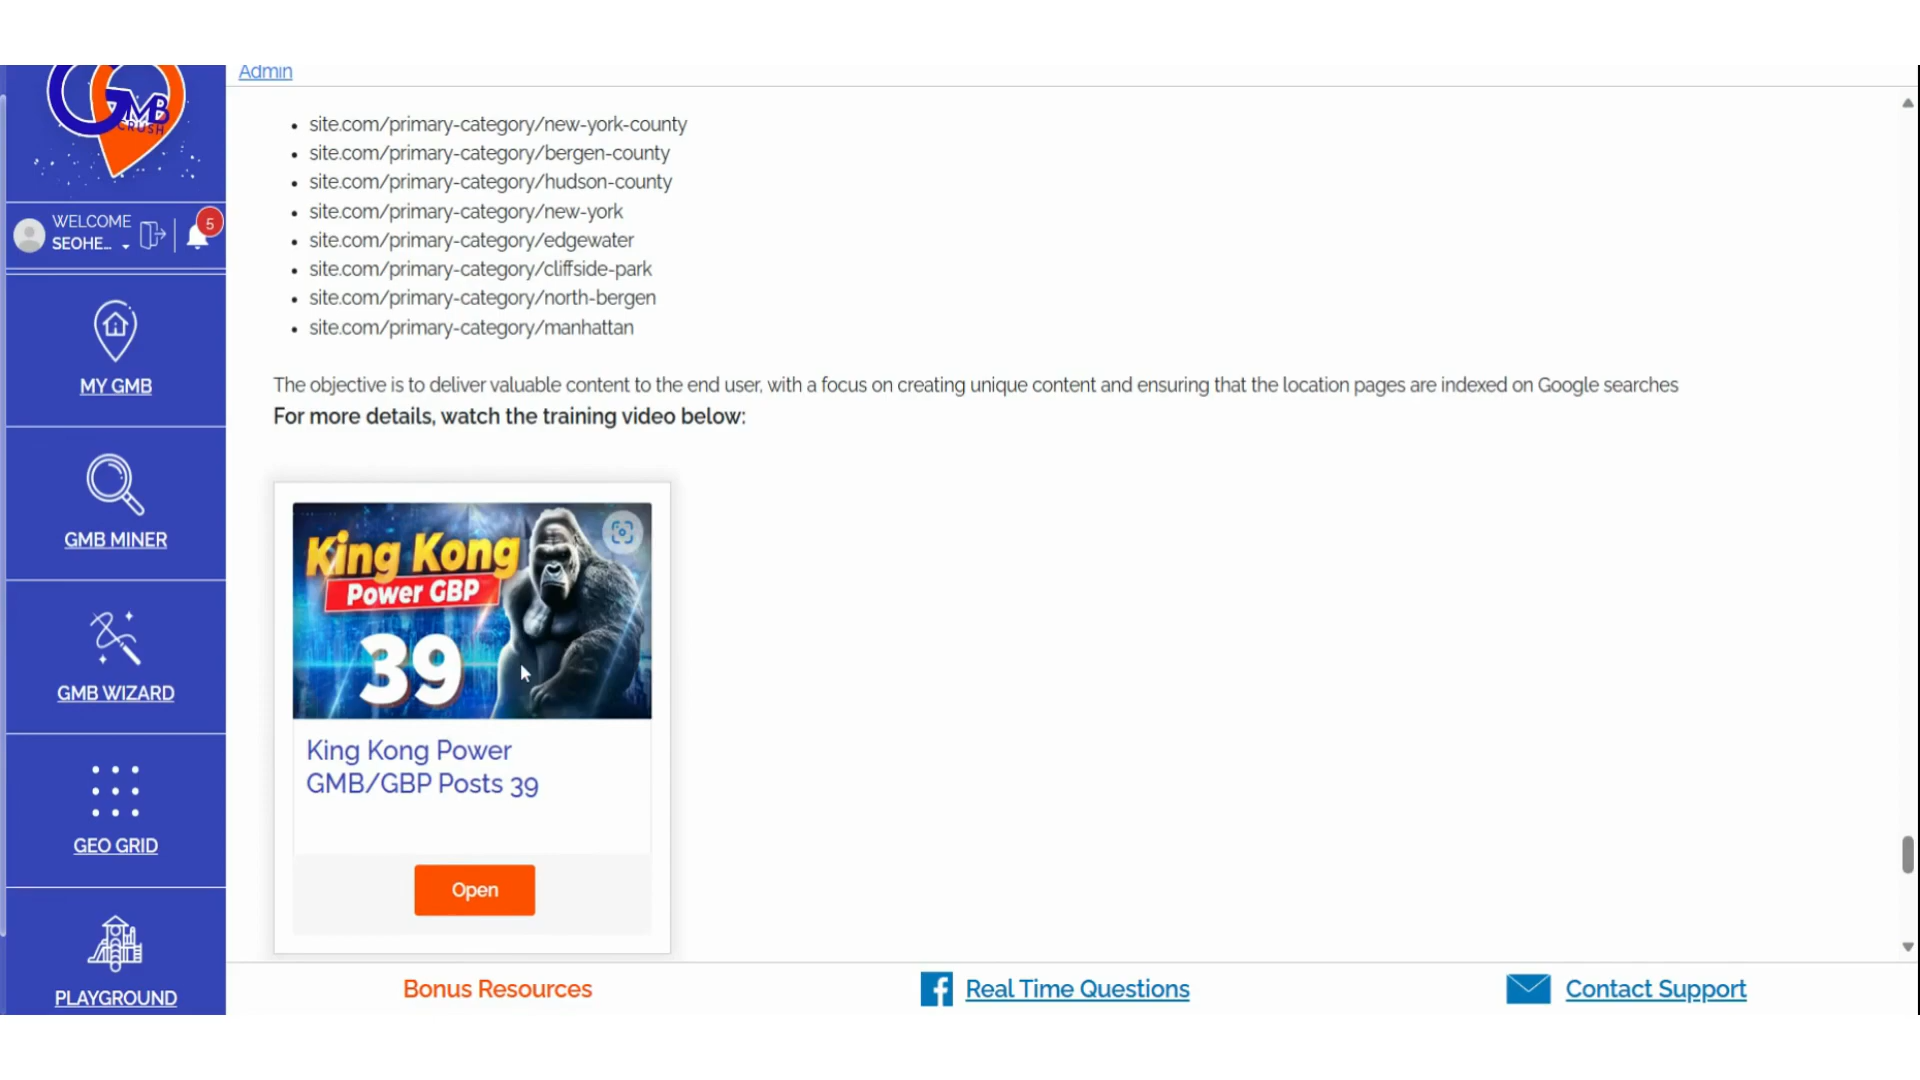 Admin
GMB
CRUSH
WELCOME
SEOHE...
5
MY GMB
GMB MINER
GMB WIZARD
GEO GRID
PLAYGROUND
• site.com/primary-category/new-york-county
• site.com/primary-category/bergen-county
• site.com/primary-category/hudson-county
• site.com/primary-category/new-york
• site.com/primary-category/edgewater
• site.com/primary-category/cliffside-park
• site.com/primary-category/north-bergen
• site.com/primary-category/manhattan
The objective is to deliver valuable content to the end user, with a focus on creating unique content and ensuring that the location pages are indexed on Google searches
For more details, watch the training video below:
King Kong
Power GBP
39
King Kong Power
GMB/GBP Posts 39
Open
Bonus Resources
Real Time Questions
Contact Support